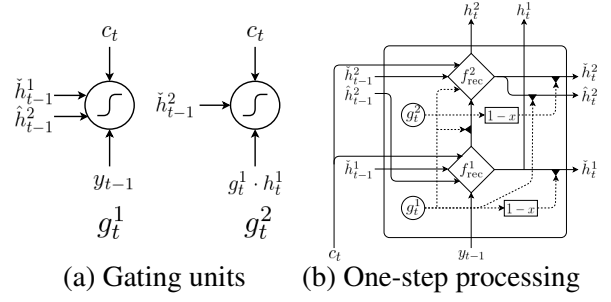 c_t
ȟ^1_{t-1}
ĥ^2_{t-1}
y_{t-1}
g^1_t
c_t
ȟ^2_{t-1}
g^1_t · h^1_t
g^2_t
(a) Gating units
h^2_t
h^1_t
ȟ^2_{t-1}
ĥ^2_{t-1}
f^2_rec
ȟ^2_t
ĥ^2_t
g^2_t
1 − x
ȟ^1_{t-1}
f^1_rec
ȟ^1_t
g^1_t
1 − x
c_t
y_{t-1}
(b) One-step processing